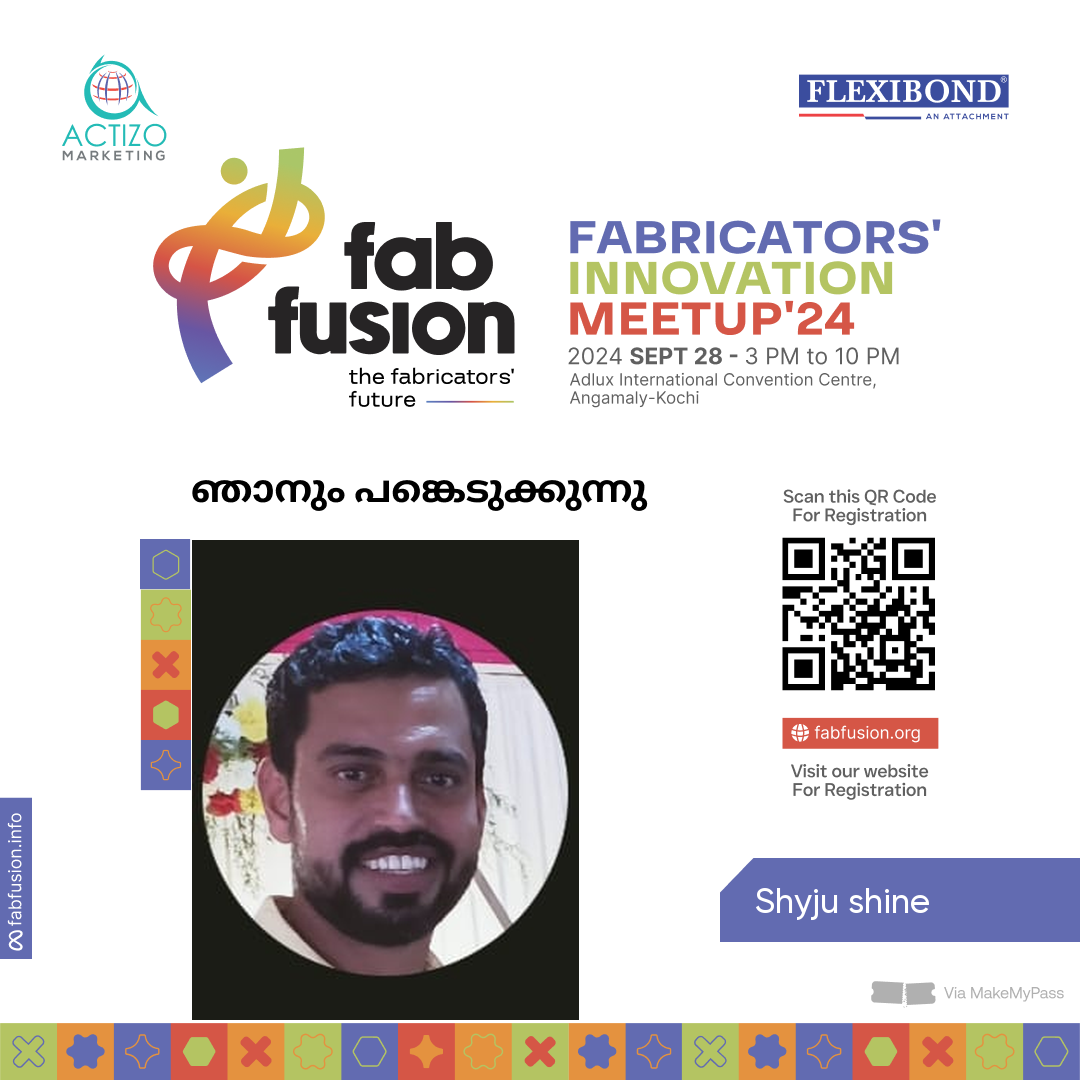 ACTIZO
MARKETING
FLEXIBOND®
AN ATTACHMENT
fab
fusion
the fabricators'
future
FABRICATORS'
INNOVATION
MEETUP'24
2024 SEPT 28 - 3 PM to 10 PM
Adlux International Convention Centre,
Angamaly-Kochi
ഞാനും പങ്കെടുക്കുന്നു
Scan this QR Code
For Registration
fabfusion.org
Visit our website
For Registration
fabfusion.info
Shyju shine
Via MakeMyPass